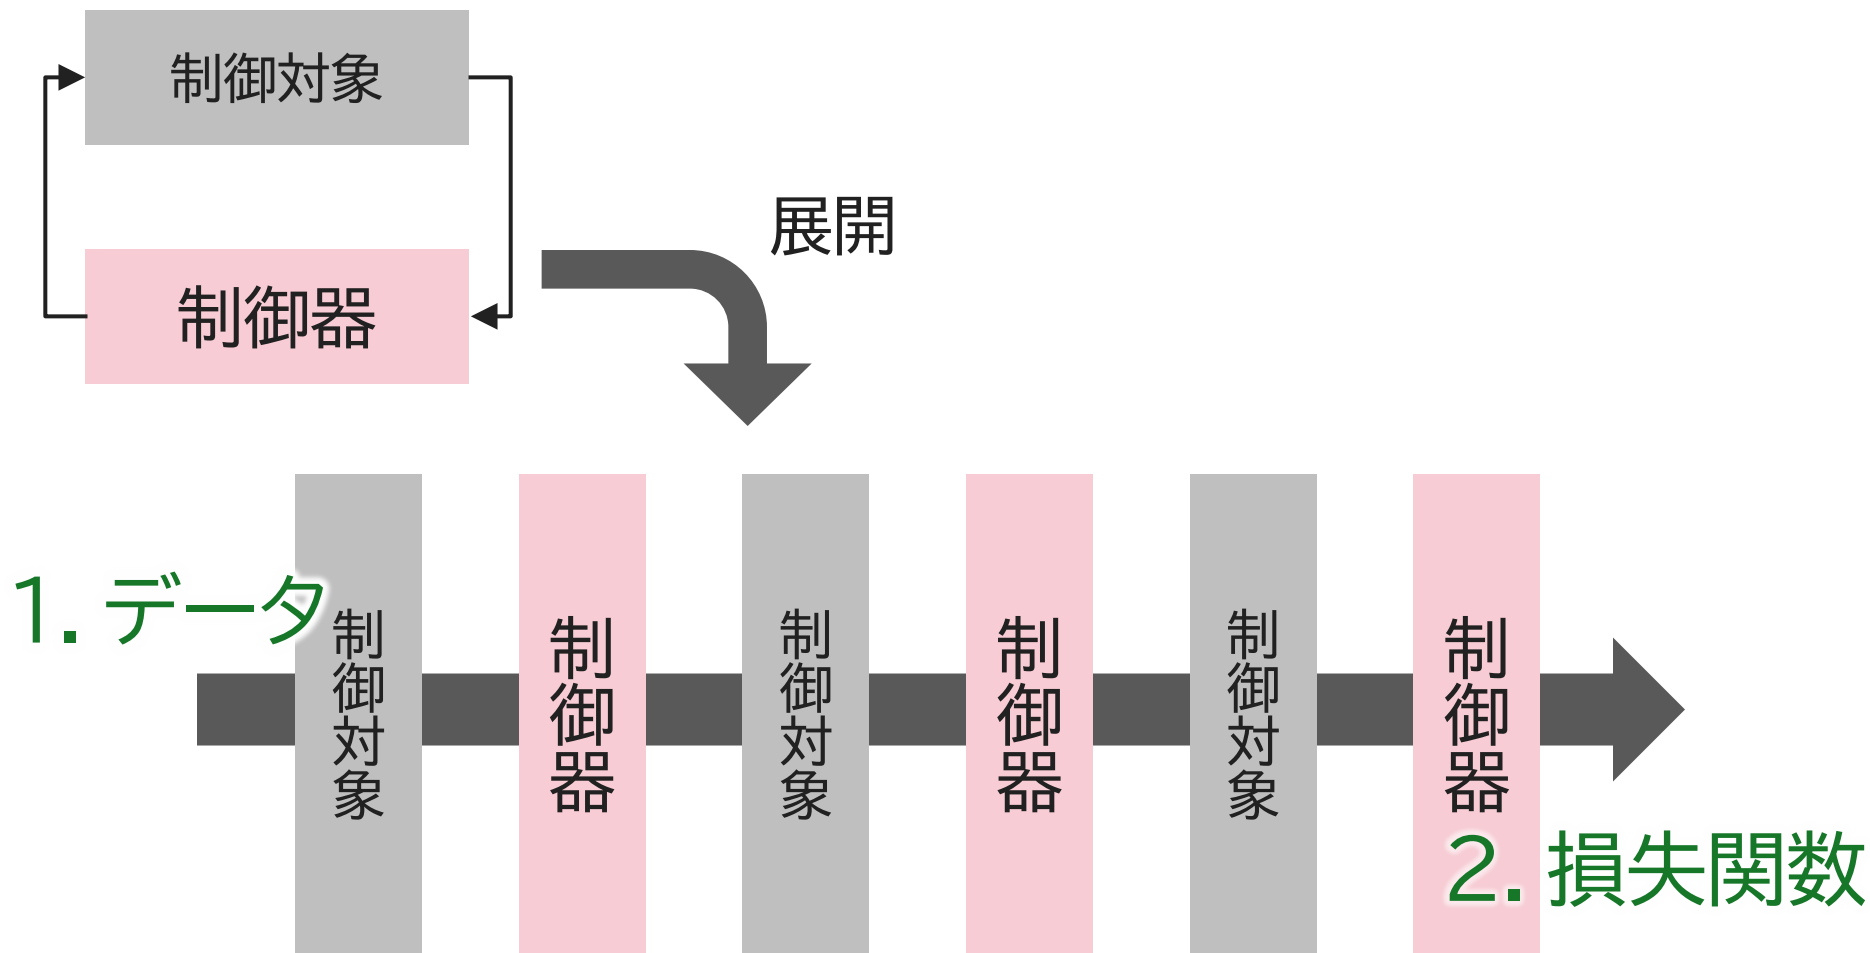 制御対象
制御器
展開
1. データ
制御対象
制御器
制御対象
制御器
制御対象
制御器
2. 損失関数